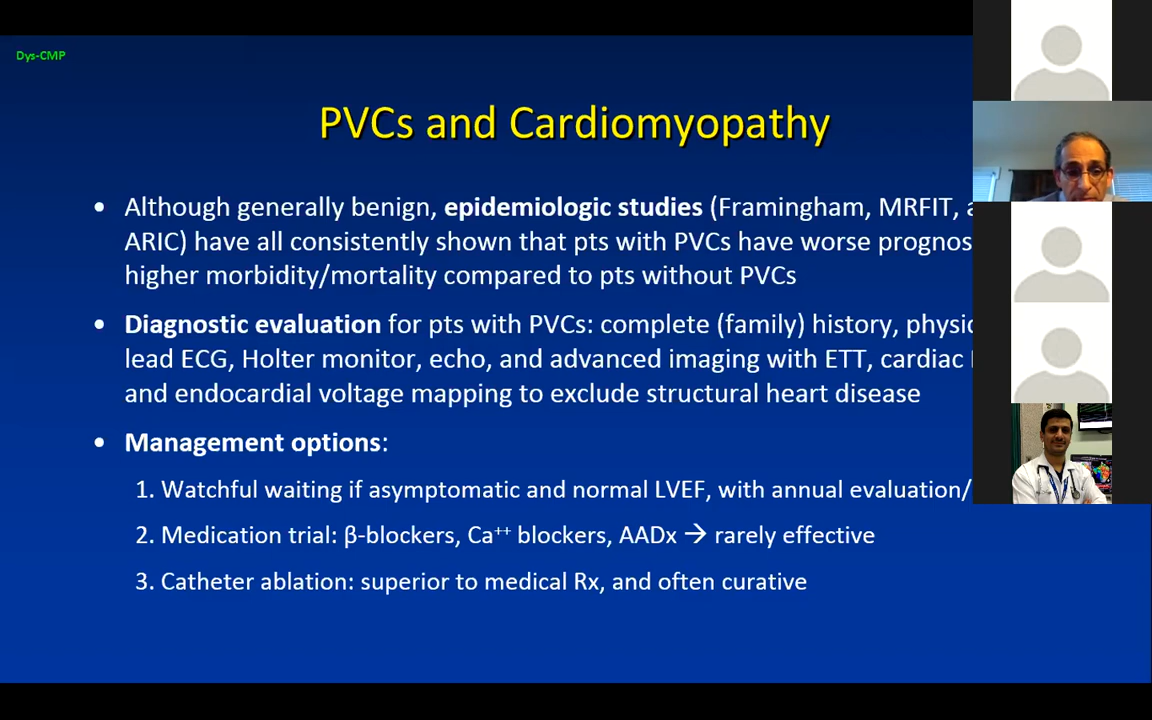 Dys-CMP
PVCs and Cardiomyopathy
• Although generally benign, epidemiologic studies (Framingham, MRFIT,
ARIC) have all consistently shown that pts with PVCs have worse
higher morbidity/mortality compared to pts without PVCs
• Diagnostic evaluation for pts with PVCs: complete (family) history,
lead ECG, Holter monitor, echo, and advanced imaging with ETT, cardiac
and endocardial voltage mapping to exclude structural heart disease
• Management options:
1. Watchful waiting if asymptomatic and normal LVEF, with annual evaluation/
2. Medication trial: β-blockers, Ca⁺⁺ blockers, AADx → rarely effective
3. Catheter ablation: superior to medical Rx, and often curative